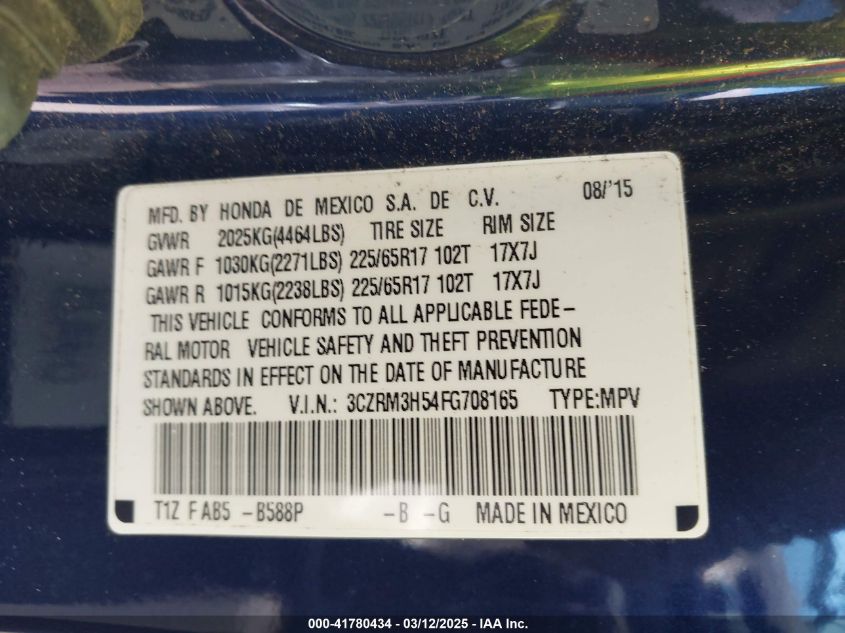 MFD. BY HONDA DE MEXICO S.A. DE C.V. 08/'15
GVWR 2025KG(4464LBS) TIRE SIZE RIM SIZE
GAWR F 1030KG(2271LBS) 225/65R17 102T 17X7J
GAWR R 1015KG(2238LBS) 225/65R17 102T 17X7J
THIS VEHICLE CONFORMS TO ALL APPLICABLE FEDE-
RAL MOTOR VEHICLE SAFETY AND THEFT PREVENTION
STANDARDS IN EFFECT ON THE DATE OF MANUFACTURE
SHOWN ABOVE. V.I.N.: 3CZRM3H54FG708165 TYPE:MPV
T1Z F AB5 -B588P -B -G MADE IN MEXICO
000-41780434 - 03/12/2025 - IAA Inc.